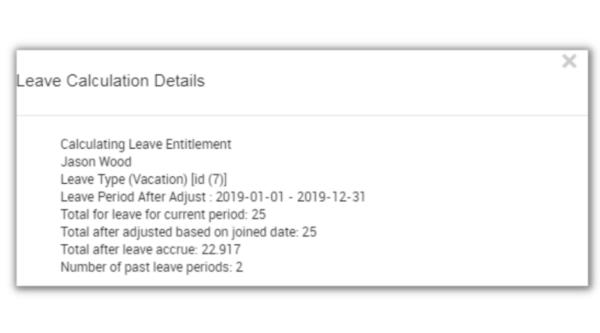 Leave Calculation Details
Calculating Leave Entitlement
Jason Wood
Leave Type (Vacation) [id (7)]
Leave Period After Adjust : 2019-01-01 - 2019-12-31
Total for leave for current period: 25
Total after adjusted based on joined date: 25
Total after leave accrue: 22.917
Number of past leave periods: 2